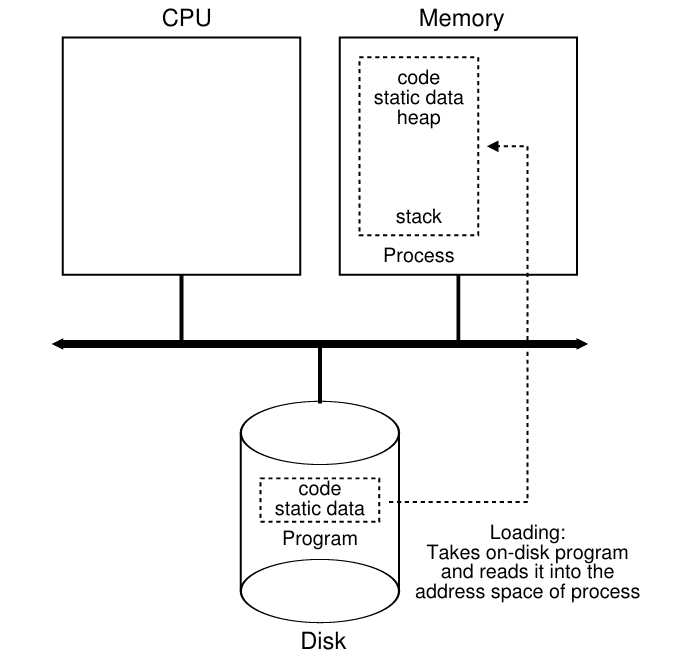 CPU
Memory
code
static data
heap
stack
Process
code
static data
Program
Loading:
Takes on-disk program
and reads it into the
address space of process
Disk